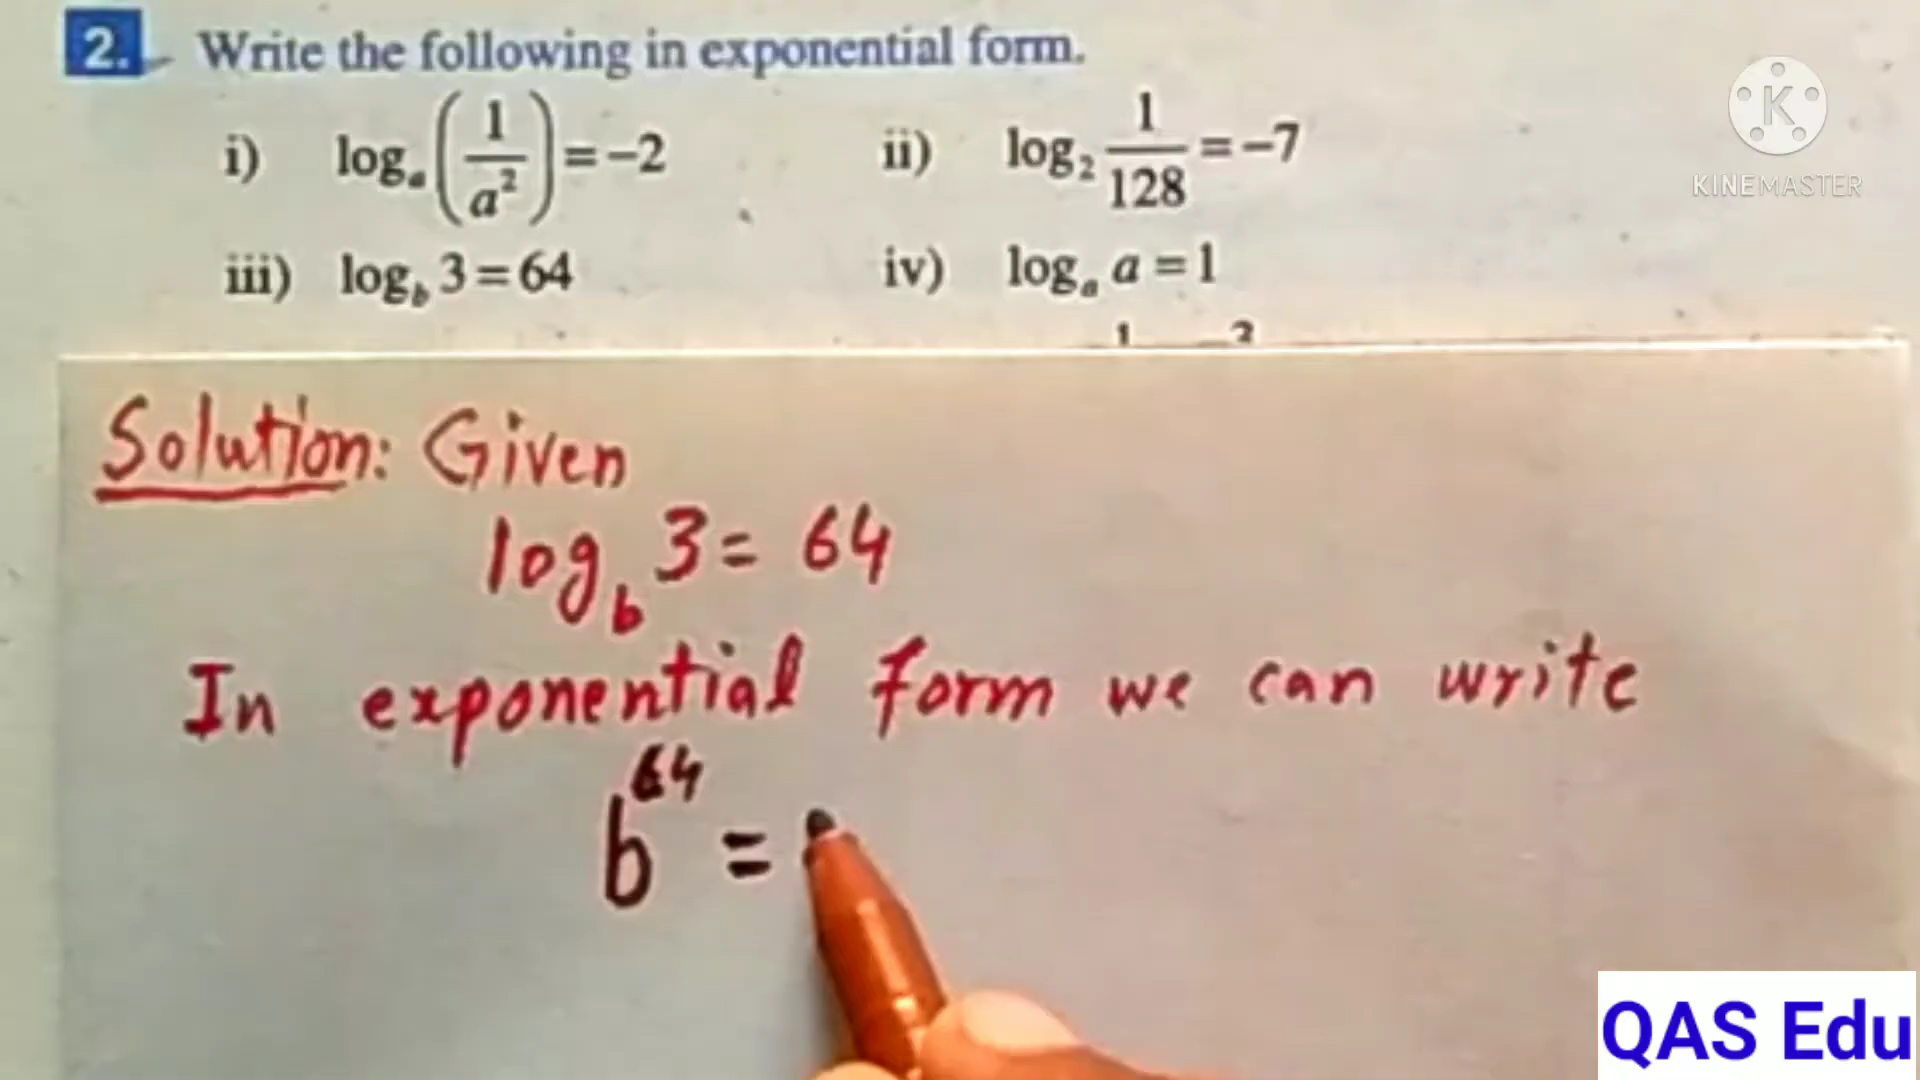 2. Write the following in exponential form.
i) logₐ(1/a²) = −2 ii) log₂ 1/128 = −7
iii) log_b 3 = 64 iv) logₐ a = 1
1 2
Solution: Given
log_b 3 = 64
In exponential form we can write
b⁶⁴ =
K
KINEMASTER
QAS Edu